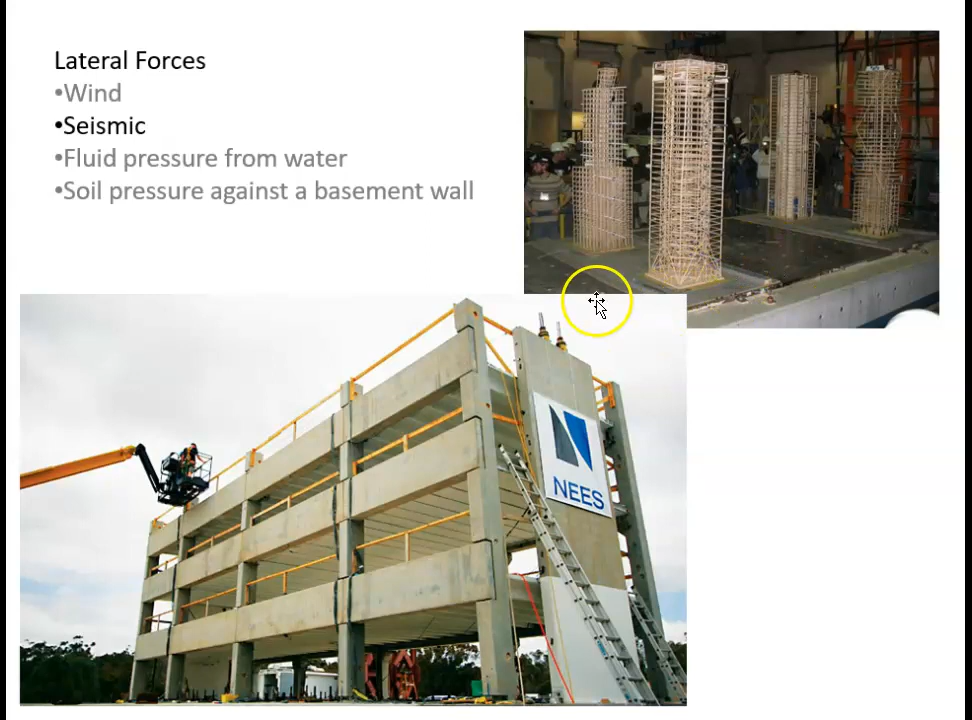 Lateral Forces
•Wind
•Seismic
•Fluid pressure from water
•Soil pressure against a basement wall
NEES